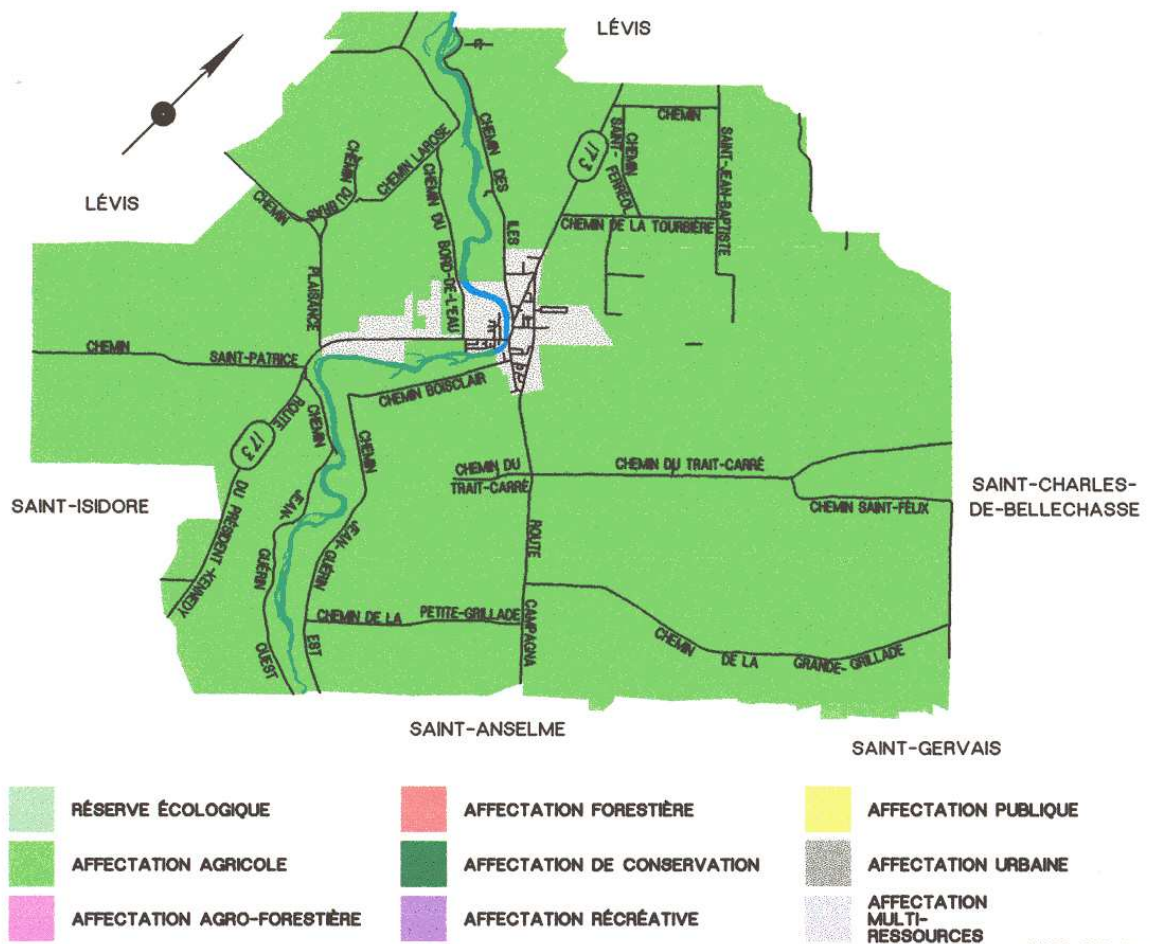 LÉVIS
LÉVIS
CHEMIN
SAINT-JEAN-BAPTISTE
CHEMIN
SAINT-FERRÉOL
173
CHEMIN DES
ILES
CHEMIN LAROSE
CHEMIN DU BRAS
CHEMIN
PLAISANCE
CHEMIN DU BORD-DE-L'EAU
CHEMIN DE LA TOURBIÈRE
CHEMIN
SAINT-PATRICE
ROUTE
173
DU PRÉSIDENT-KENNEDY
CHEMIN
JEAN-
GUÉRIN
OUEST
CHEMIN BOISCLAIR
CHEMIN
JEAN-GUÉRIN
EST
CHEMIN DU
TRAIT-CARRÉ
CHEMIN DU TRAIT-CARRÉ
CHEMIN SAINT-FÉLIX
SAINT-ISIDORE
SAINT-CHARLES-
DE-BELLECHASSE
ROUTE
CAMPAGNA
CHEMIN DE LA
PETITE-GRILLADE
CHEMIN
DE LA
GRANDE-GRILLADE
SAINT-ANSELME
SAINT-GERVAIS
RÉSERVE ÉCOLOGIQUE
AFFECTATION AGRICOLE
AFFECTATION AGRO-FORESTIÈRE
AFFECTATION FORESTIÈRE
AFFECTATION DE CONSERVATION
AFFECTATION RÉCRÉATIVE
AFFECTATION PUBLIQUE
AFFECTATION URBAINE
AFFECTATION
MULTI-
RESSOURCES